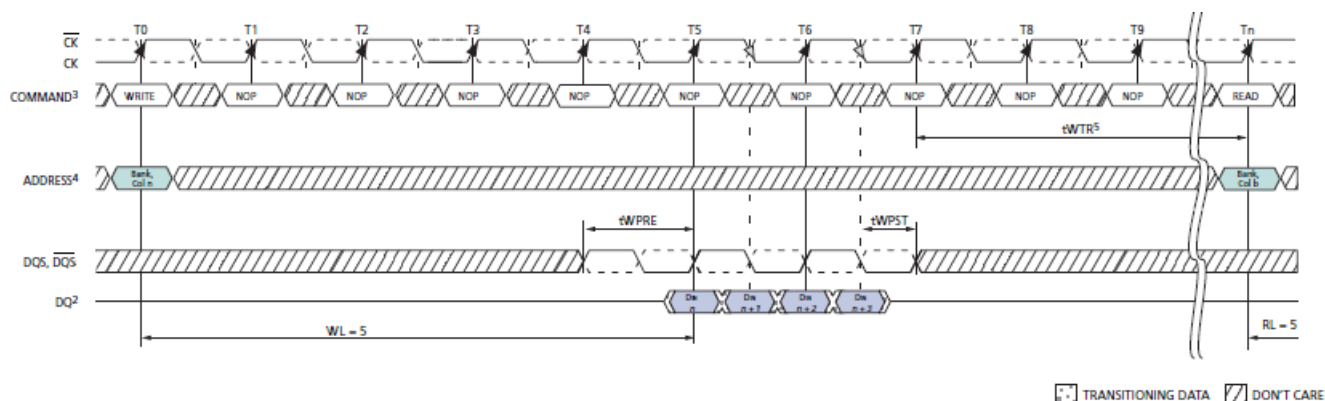 T0 T1 T2 T3 T4 T5 T6 T7 T8 T9 Tn
CK
CK
COMMAND3 WRITE NOP NOP NOP NOP NOP NOP NOP NOP NOP READ
tWTR5
ADDRESS4 Bank, Col n Bank, Col b
tWPRE tWPST
DQS, DQS
DQ2 DIN n DIN n+1 DIN n+2 DIN n+3
WL = 5 RL = 5
TRANSITIONING DATA DON'T CARE